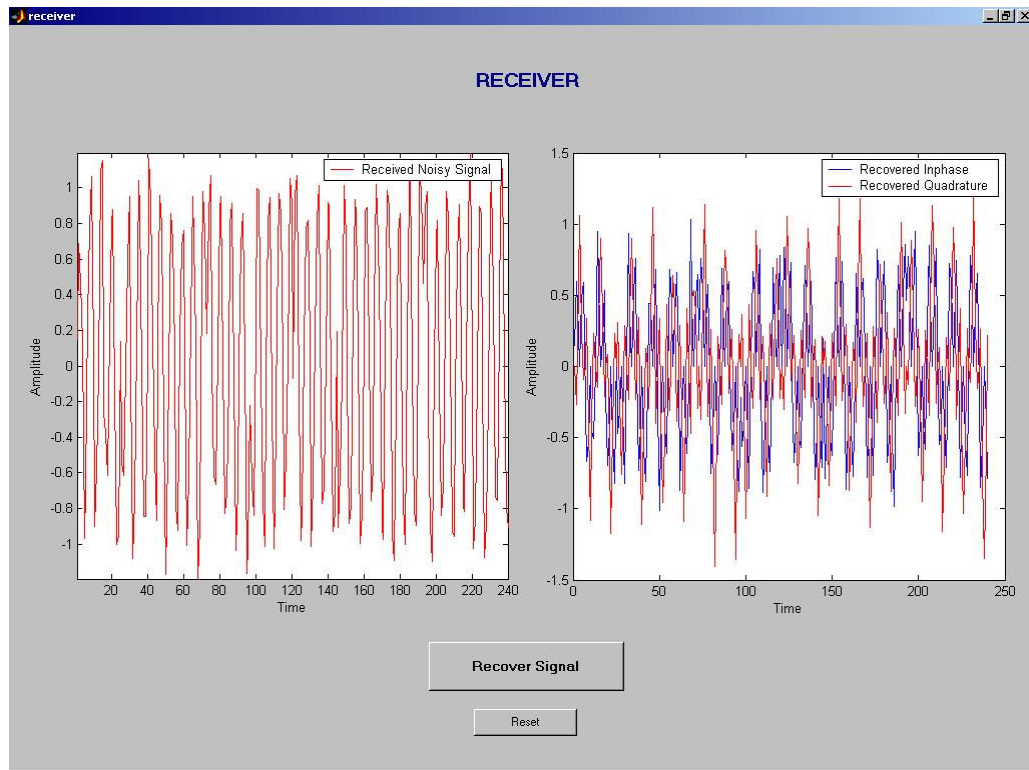 receiver
RECEIVER
Received Noisy Signal
1
0.8
0.6
0.4
0.2
0
-0.2
-0.4
-0.6
-0.8
-1
Amplitude
20 40 60 80 100 120 140 160 180 200 220 240
Time
Recovered Inphase
Recovered Quadrature
1.5
1
0.5
0
-0.5
-1
-1.5
Amplitude
0 50 100 150 200 250
Time
Recover Signal
Reset